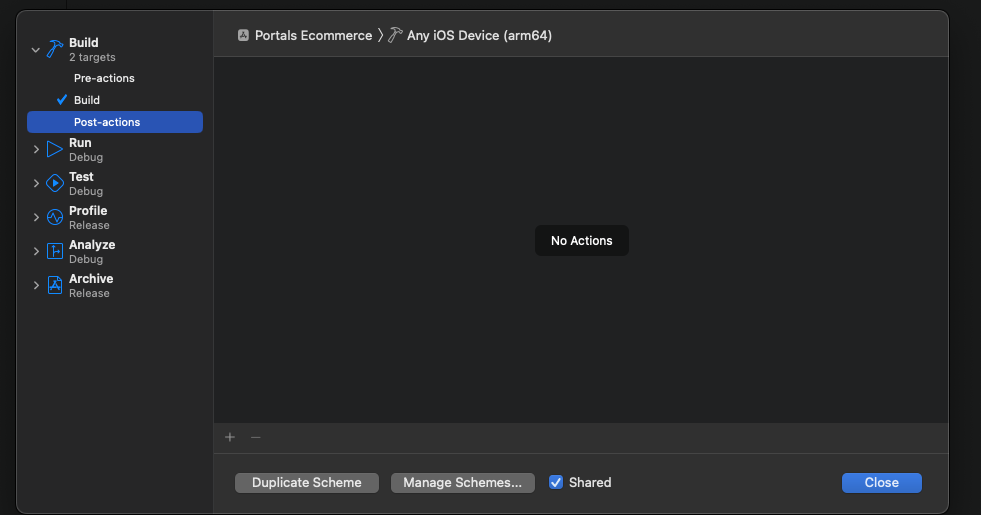 Build
2 targets
Pre-actions
Build
Post-actions
Run
Debug
Test
Debug
Profile
Release
Analyze
Debug
Archive
Release
Portals Ecommerce 〉 Any iOS Device (arm64)
No Actions
Duplicate Scheme
Manage Schemes...
Shared
Close